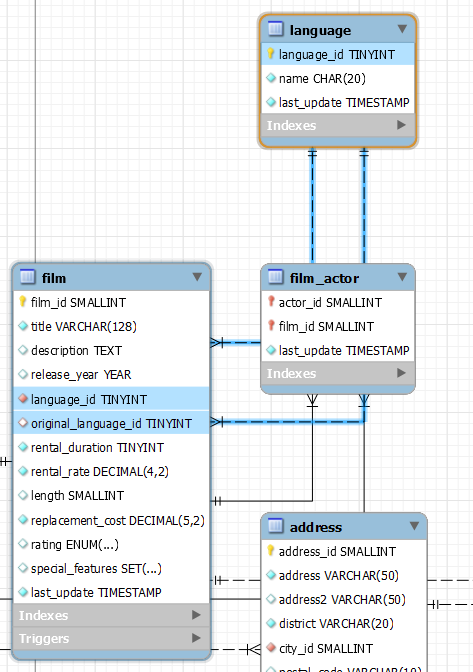 language
language_id TINYINT
name CHAR(20)
last_update TIMESTAMP
Indexes
film
film_id SMALLINT
title VARCHAR(128)
description TEXT
release_year YEAR
language_id TINYINT
original_language_id TINYINT
rental_duration TINYINT
rental_rate DECIMAL(4,2)
length SMALLINT
replacement_cost DECIMAL(5,2)
rating ENUM(...)
special_features SET(...)
last_update TIMESTAMP
Indexes
Triggers
film_actor
actor_id SMALLINT
film_id SMALLINT
last_update TIMESTAMP
Indexes
address
address_id SMALLINT
address VARCHAR(50)
address2 VARCHAR(50)
district VARCHAR(20)
city_id SMALLINT
postal_code VARCHAR(10)